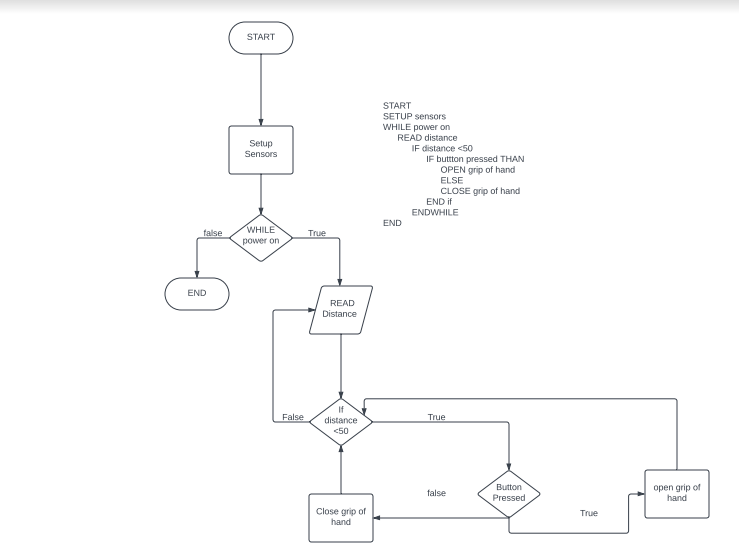 START
Setup
Sensors
WHILE
power on
false
True
END
READ
Distance
If
distance
<50
False
True
Button
Pressed
false
True
Close grip of
hand
open grip of
hand
START
SETUP sensors
WHILE power on
READ distance
IF distance <50
IF buttton pressed THAN
OPEN grip of hand
ELSE
CLOSE grip of hand
END if
ENDWHILE
END